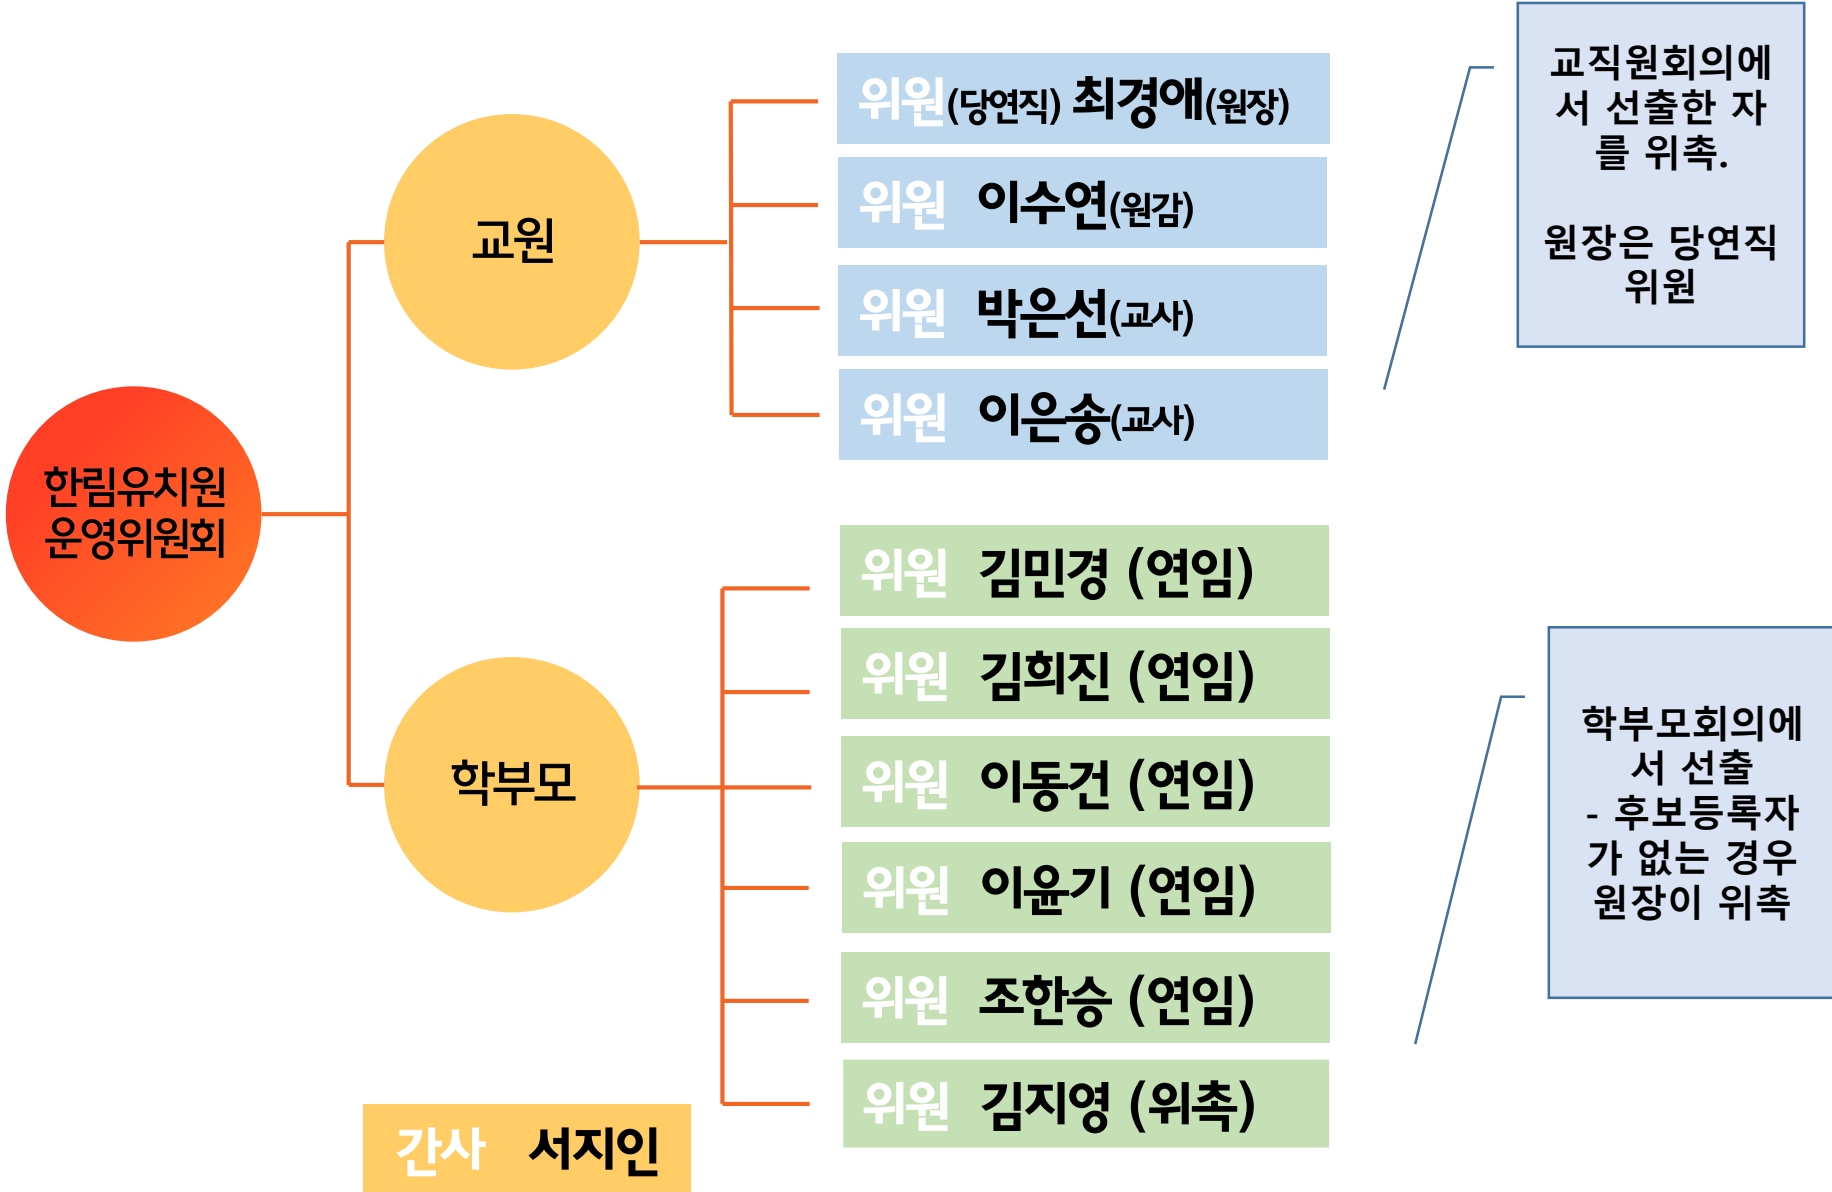 한림유치원
운영위원회
교원
위원(당연직) 최경애(원장)
위원 이수연(원감)
위원 박은선(교사)
위원 이은송(교사)
교직원회의에
서 선출한 자
를 위촉.
원장은 당연직
위원
학부모
위원 김민경 (연임)
위원 김희진 (연임)
위원 이동건 (연임)
위원 이윤기 (연임)
위원 조한승 (연임)
위원 김지영 (위촉)
학부모회의에
서 선출
- 후보등록자
가 없는 경우
원장이 위촉
간사 서지인